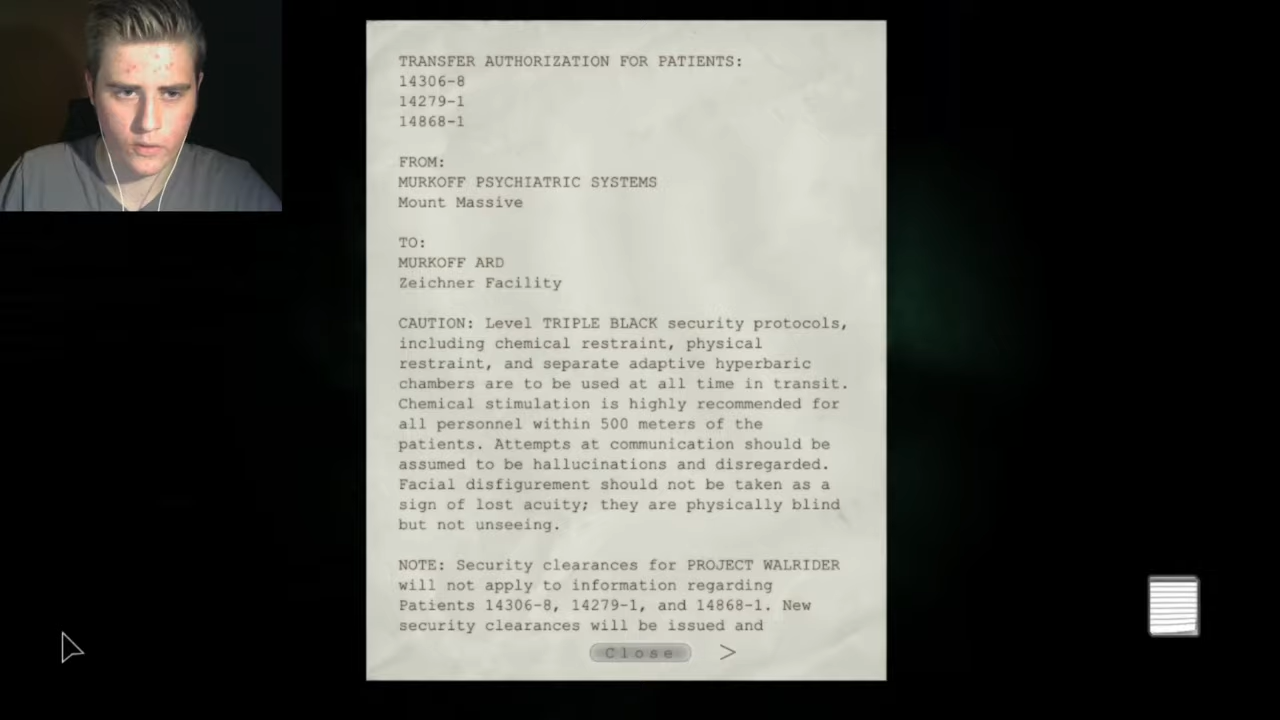 TRANSFER AUTHORIZATION FOR PATIENTS:
14306-8
14279-1
14868-1
FROM:
MURKOFF PSYCHIATRIC SYSTEMS
Mount Massive
TO:
MURKOFF ARD
Zeichner Facility
CAUTION: Level TRIPLE BLACK security protocols,
including chemical restraint, physical
restraint, and separate adaptive hyperbaric
chambers are to be used at all time in transit.
Chemical stimulation is highly recommended for
all personnel within 500 meters of the
patients. Attempts at communication should be
assumed to be hallucinations and disregarded.
Facial disfigurement should not be taken as a
sign of lost acuity; they are physically blind
but not unseeing.
NOTE: Security clearances for PROJECT WALRIDER
will not apply to information regarding
Patients 14306-8, 14279-1, and 14868-1. New
security clearances will be issued and
Close >